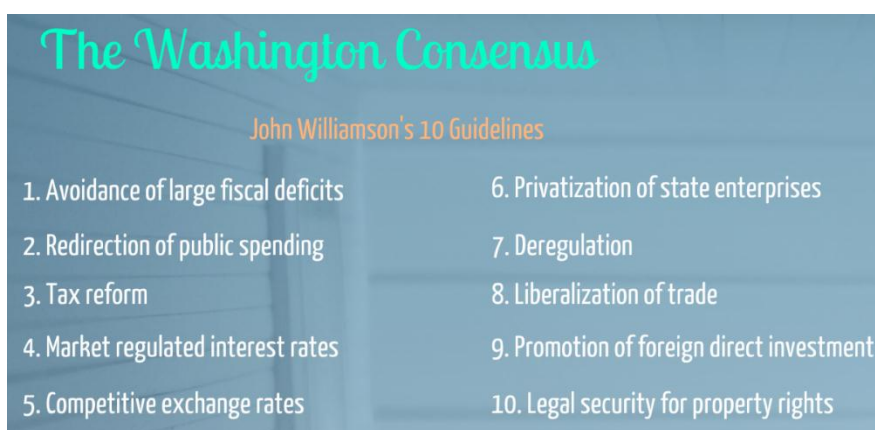 The Washington Consensus
John Williamson's 10 Guidelines
1. Avoidance of large fiscal deficits
2. Redirection of public spending
3. Tax reform
4. Market regulated interest rates
5. Competitive exchange rates
6. Privatization of state enterprises
7. Deregulation
8. Liberalization of trade
9. Promotion of foreign direct investment
10. Legal security for property rights